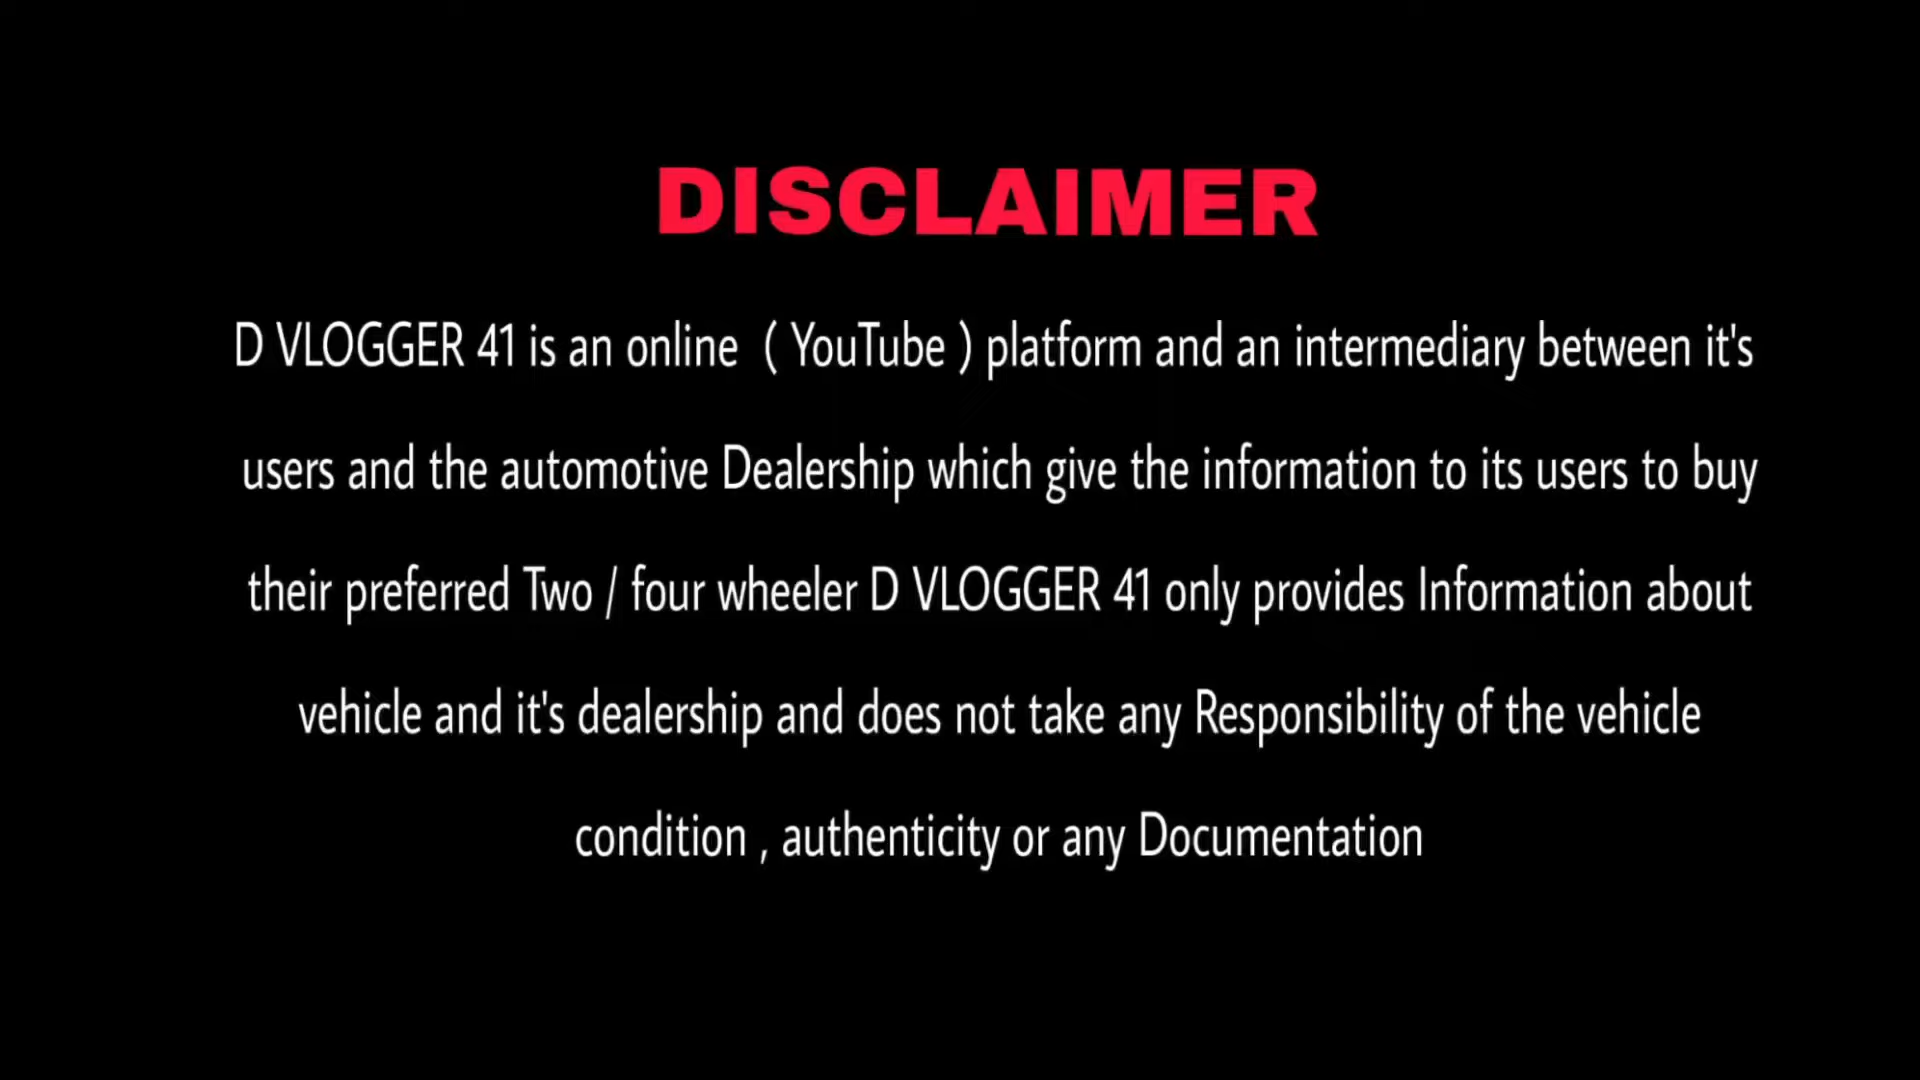 DISCLAIMER
D VLOGGER 41 is an online ( YouTube ) platform and an intermediary between it's
users and the automotive Dealership which give the information to its users to buy
their preferred Two / four wheeler D VLOGGER 41 only provides Information about
vehicle and it's dealership and does not take any Responsibility of the vehicle
condition , authenticity or any Documentation